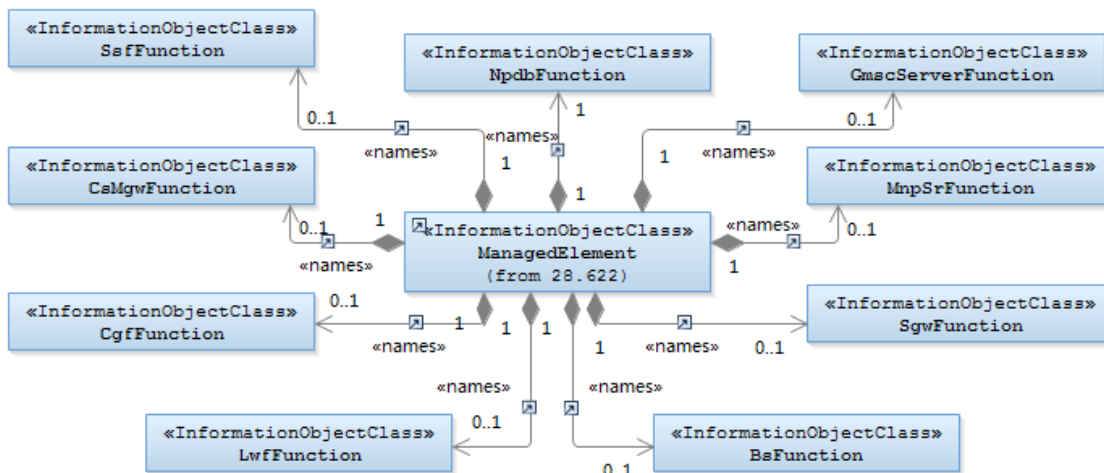 «InformationObjectClass»
SsfFunction
«InformationObjectClass»
NpdbFunction
«InformationObjectClass»
GmscServerFunction
0..1
«names»
1
1
«names»
1
0..1
«names»
1
«InformationObjectClass»
CsMgwFunction
«InformationObjectClass»
MnpSrFunction
0..1
1
«names»
«InformationObjectClass»
ManagedElement
(from 28.622)
«names»
0..1
1
«InformationObjectClass»
CgfFunction
0..1
1
«names»
«InformationObjectClass»
SgwFunction
0..1
1
«names»
1
«names»
0..1
1
«names»
0..1
«InformationObjectClass»
LwfFunction
«InformationObjectClass»
BsFunction